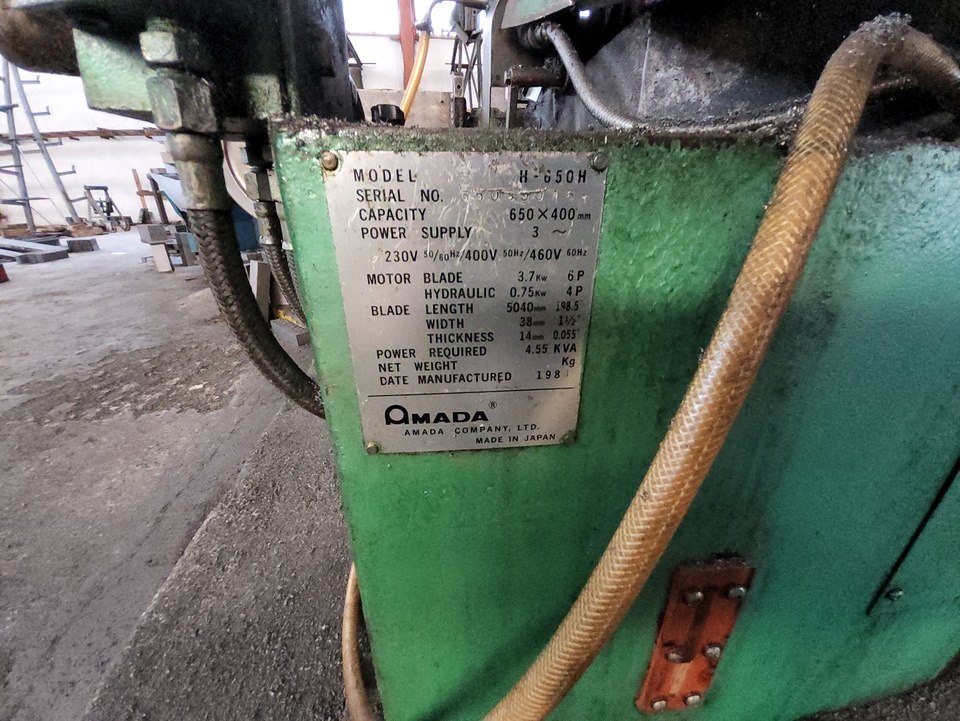 MODEL H-650H
SERIAL NO.
CAPACITY 650×400mm
POWER SUPPLY 3 ~
230V 50/60Hz/400V 50Hz/460V 60Hz
MOTOR BLADE 3.7Kw 6P
HYDRAULIC 0.75Kw 4P
BLADE LENGTH 5040mm 198.5"
WIDTH 38mm 1½"
THICKNESS 14mm 0.055"
POWER REQUIRED 4.55 KVA
NET WEIGHT Kg
DATE MANUFACTURED 198
AMADA®
AMADA COMPANY, LTD.
MADE IN JAPAN